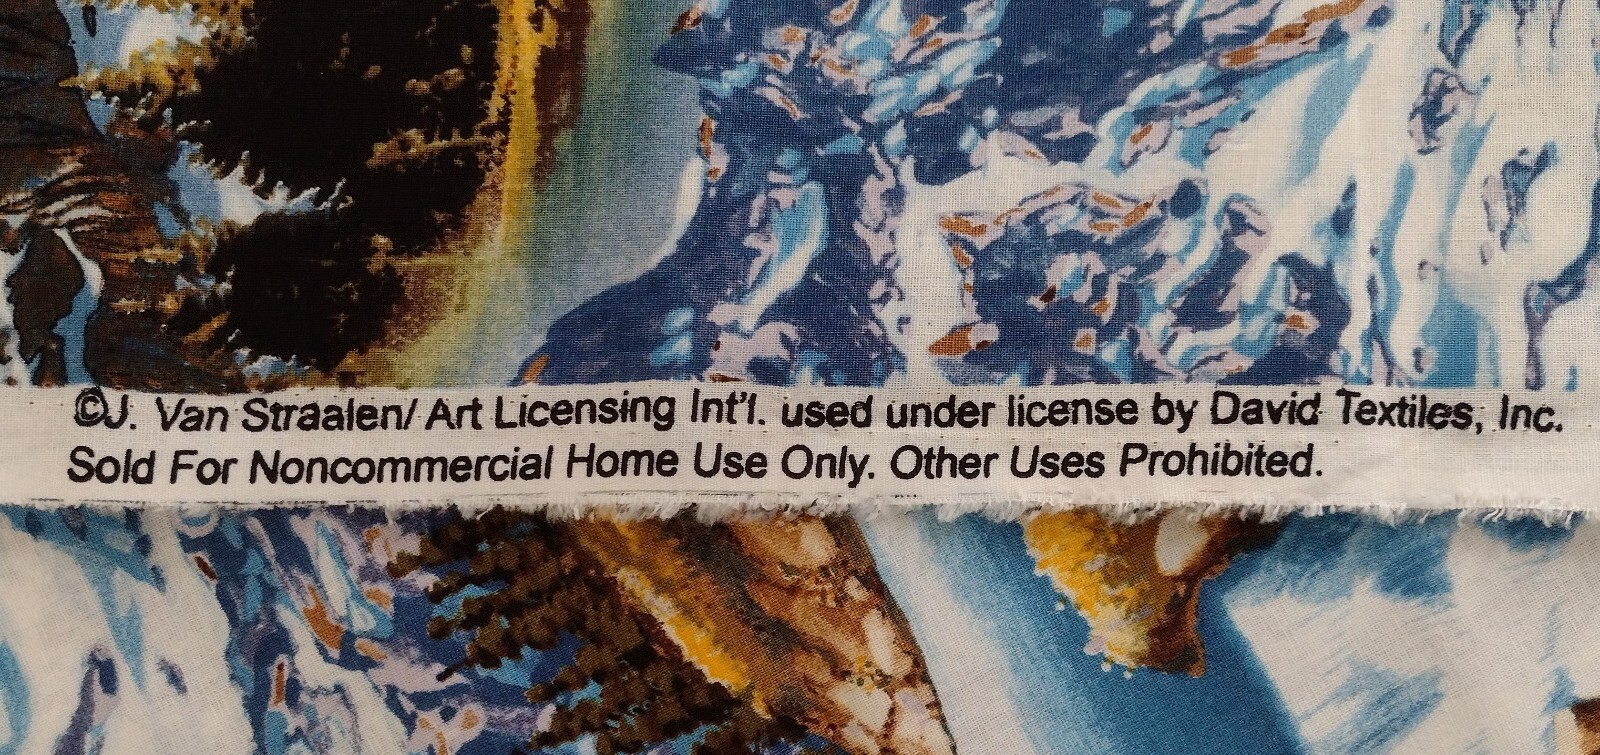 ©J. Van Straalen/ Art Licensing Int'l. used under license by David Textiles, Inc.
Sold For Noncommercial Home Use Only. Other Uses Prohibited.